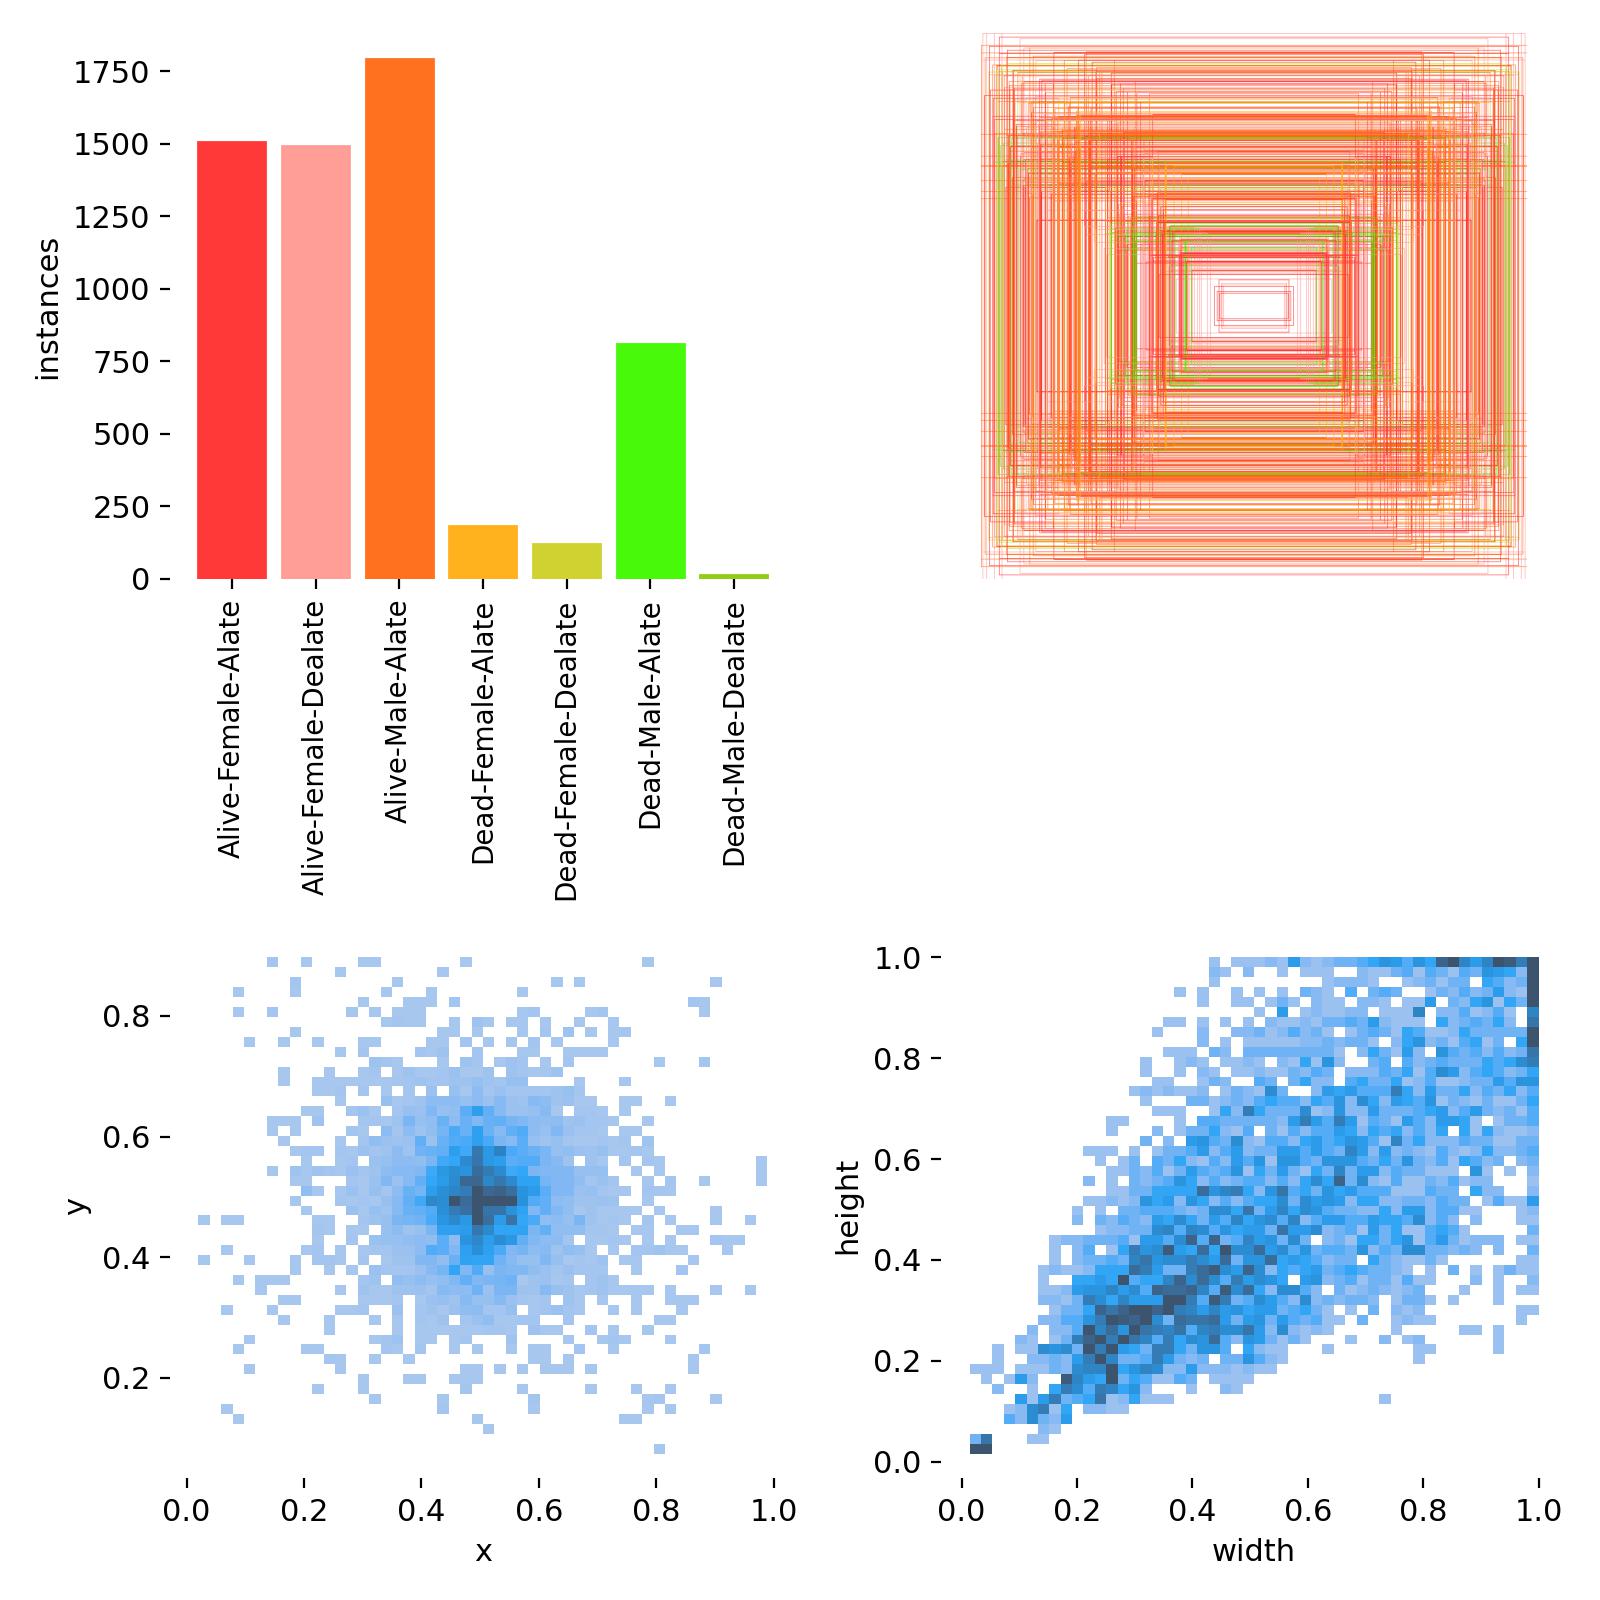 instances
1750
1500
1250
1000
750
500
250
0
Alive-Female-Alate
Alive-Female-Dealate
Alive-Male-Alate
Dead-Female-Alate
Dead-Female-Dealate
Dead-Male-Alate
Dead-Male-Dealate
y
0.8
0.6
0.4
0.2
0.0 0.2 0.4 0.6 0.8 1.0
x
height
1.0
0.8
0.6
0.4
0.2
0.0
0.0 0.2 0.4 0.6 0.8 1.0
width